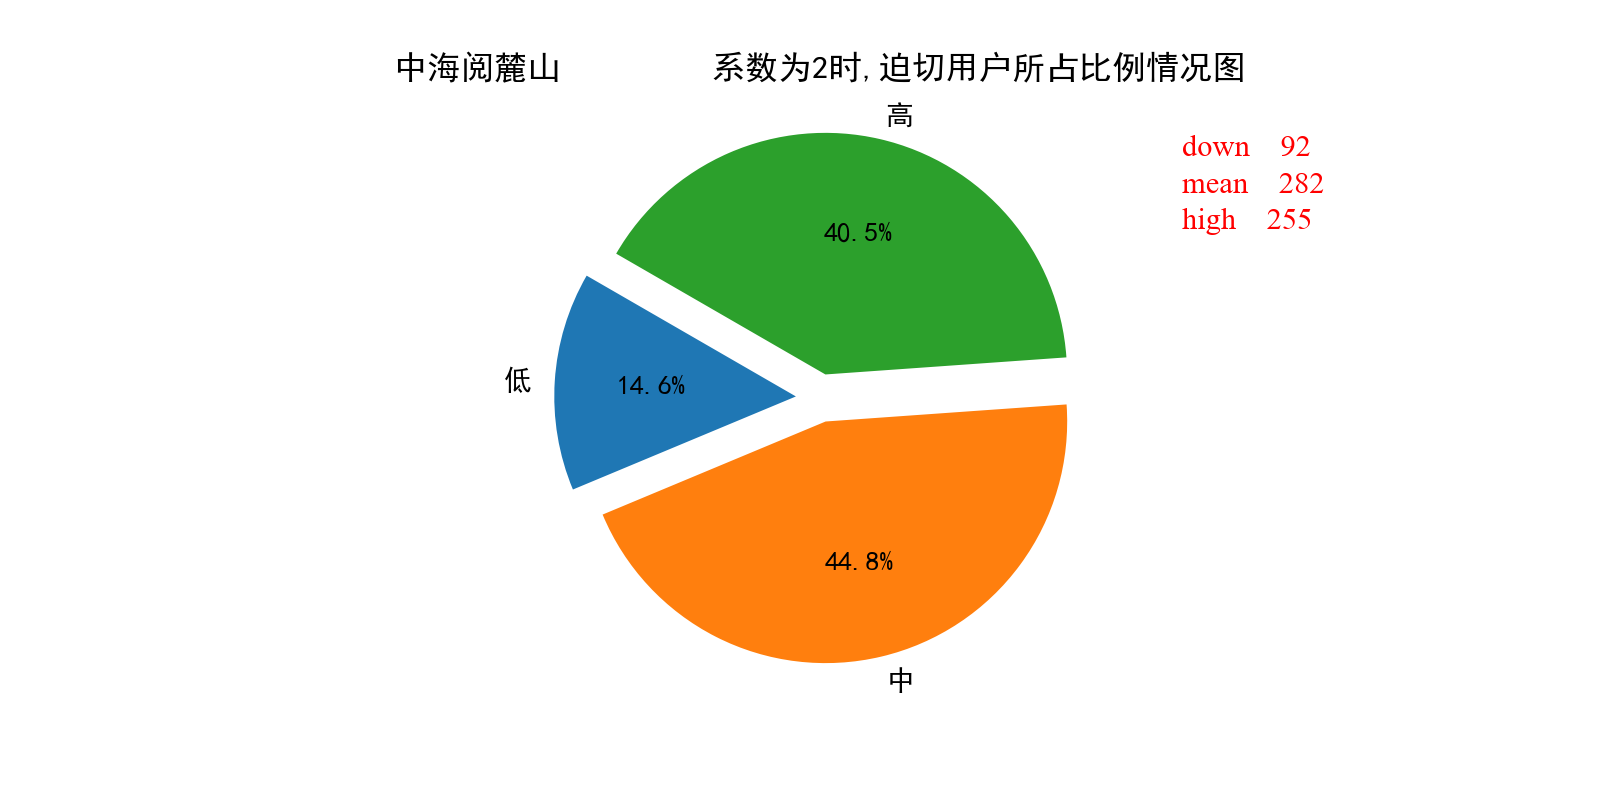 中海阅麓山 系数为2时,迫切用户所占比例情况图
高
down 92
mean 282
high 255
40.5%
低
14.6%
44.8%
中